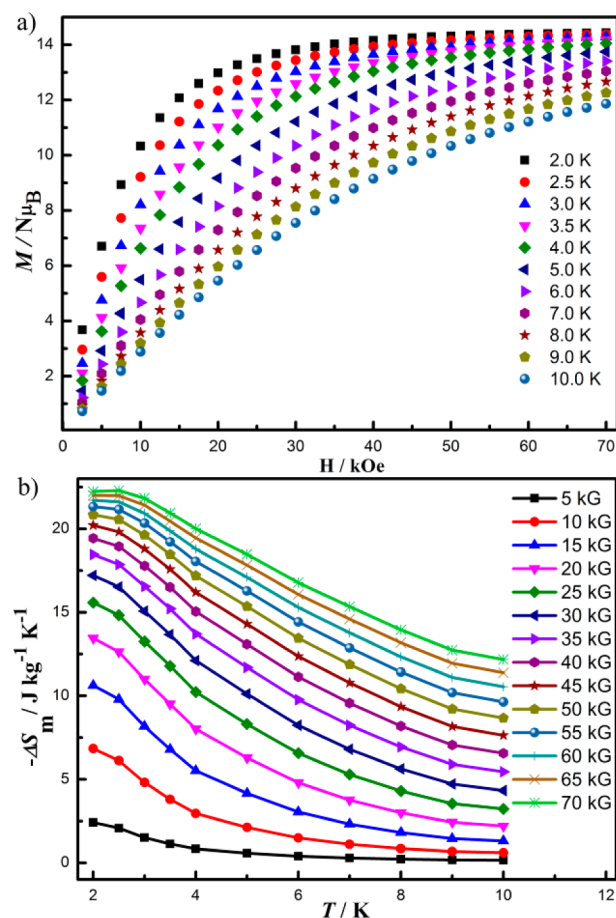 a)
14
12
10
8
6
4
2
M / Nμ_B
2.0 K
2.5 K
3.0 K
3.5 K
4.0 K
5.0 K
6.0 K
7.0 K
8.0 K
9.0 K
10.0 K
0 10 20 30 40 50 60 70
H / kOe
b)
20
15
10
5
0
-ΔS_m / J kg⁻¹ K⁻¹
5 kG
10 kG
15 kG
20 kG
25 kG
30 kG
35 kG
40 kG
45 kG
50 kG
55 kG
60 kG
65 kG
70 kG
2 4 6 8 10 12
T / K